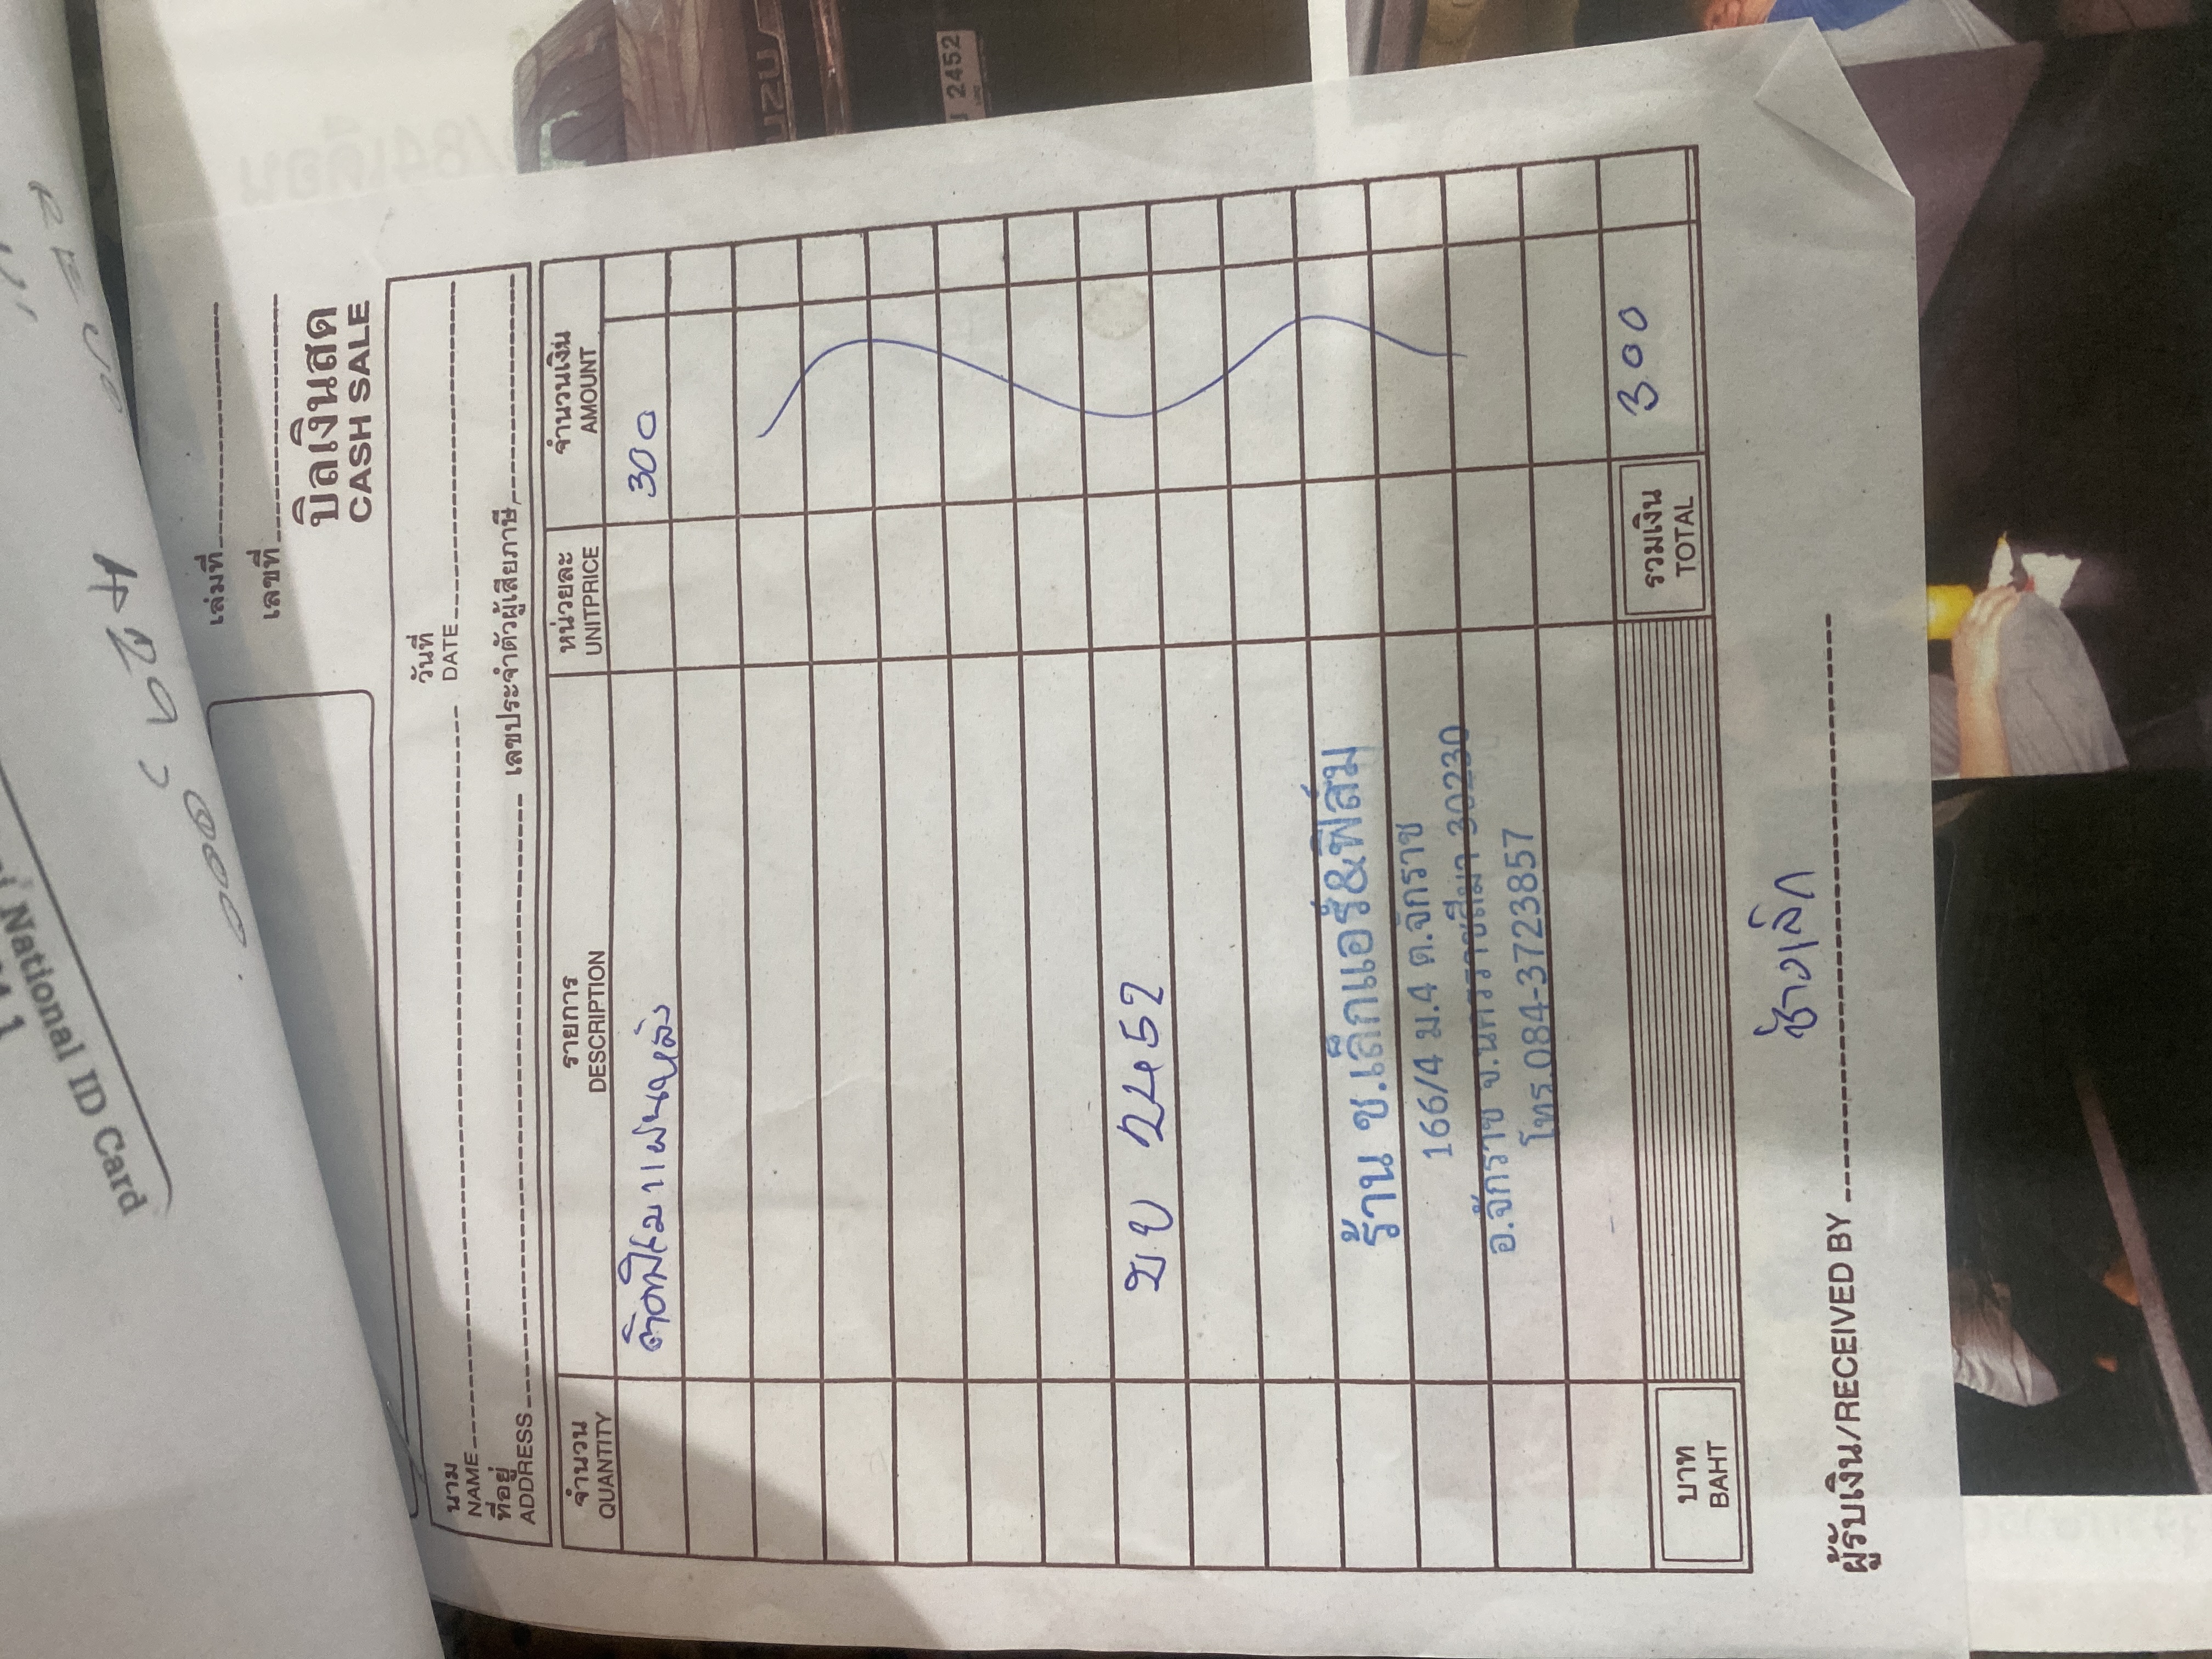 เล่มที่
เลขที่
บิลเงินสด
CASH SALE
นาม
NAME
วันที่
DATE
ที่อยู่
ADDRESS
เลขประจำตัวผู้เสียภาษี
จำนวน
QUANTITY
รายการ
DESCRIPTION
หน่วยละ
UNITPRICE
จำนวนเงิน
AMOUNT
300
2452
ร้าน ช.เล็กแอร์&ฟิล์ม
166/4 ม.4 ต.จักราช
อ.จักราช จ.นครราชสีมา 30230
โทร.084-3723857
บาท
BAHT
รวมเงิน
TOTAL
300
ช่างเล็ก
ผู้รับเงิน/RECEIVED BY
National ID Card
2452